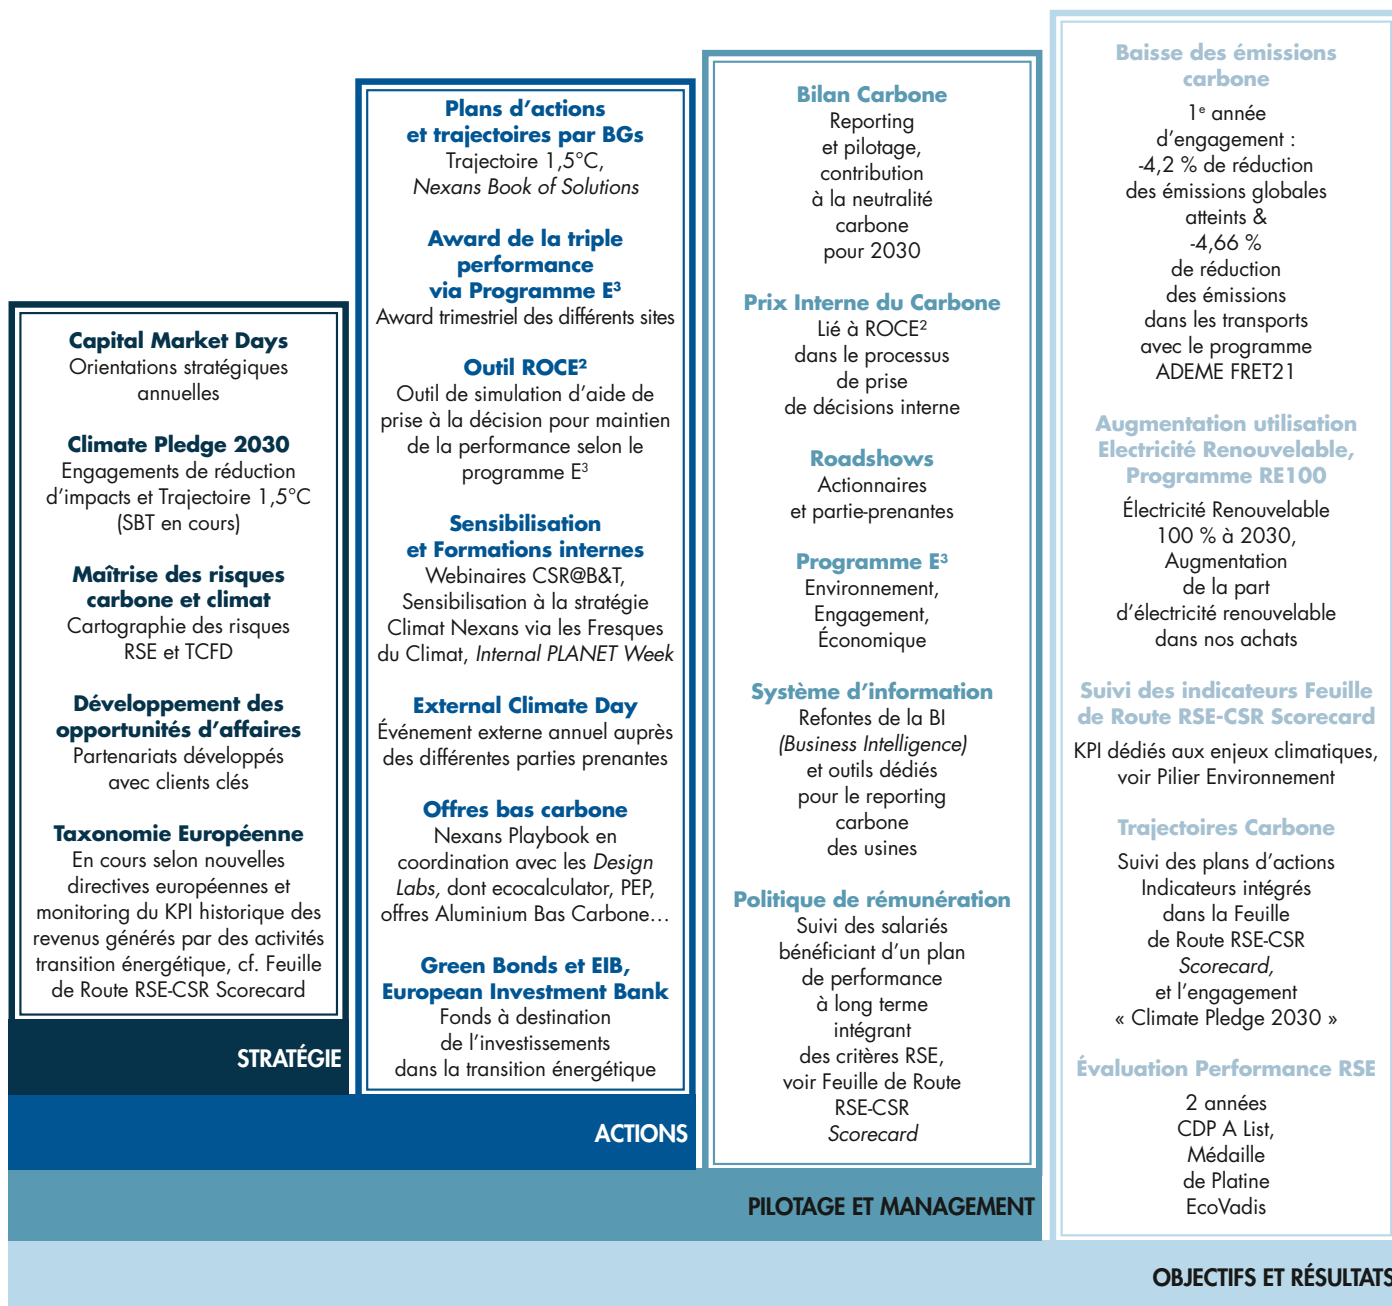 Capital Market Days
Orientations stratégiques
annuelles
Climate Pledge 2030
Engagements de réduction
d'impacts et Trajectoire 1,5°C
(SBT en cours)
Maîtrise des risques
carbone et climat
Cartographie des risques
RSE et TCFD
Développement des
opportunités d'affaires
Partenariats développés
avec clients clés
Taxonomie Européenne
En cours selon nouvelles
directives européennes et
monitoring du KPI historique des
revenus générés par des activités
transition énergétique, cf. Feuille
de Route RSE-CSR Scorecard
STRATÉGIE
Plans d'actions
et trajectoires par BGs
Trajectoire 1,5°C,
Nexans Book of Solutions
Award de la triple
performance
via Programme E³
Award trimestriel des différents sites
Outil ROCE²
Outil de simulation d'aide de
prise à la décision pour maintien
de la performance selon le
programme E³
Sensibilisation
et Formations internes
Webinaires CSR@B&T,
Sensibilisation à la stratégie
Climat Nexans via les Fresques
du Climat, Internal PLANET Week
External Climate Day
Événement externe annuel auprès
des différentes parties prenantes
Offres bas carbone
Nexans Playbook en
coordination avec les Design
Labs, dont ecocalculator, PEP,
offres Aluminium Bas Carbone…
Green Bonds et EIB,
European Investment Bank
Fonds à destination
de l'investissements
dans la transition énergétique
ACTIONS
Bilan Carbone
Reporting
et pilotage,
contribution
à la neutralité
carbone
pour 2030
Prix Interne du Carbone
Lié à ROCE²
dans le processus
de prise
de décisions interne
Roadshows
Actionnaires
et partie-prenantes
Programme E³
Environnement,
Engagement,
Économique
Système d'information
Refontes de la BI
(Business Intelligence)
et outils dédiés
pour le reporting
carbone
des usines
Politique de rémunération
Suivi des salariés
bénéficiant d'un plan
de performance
à long terme
intégrant
des critères RSE,
voir Feuille de Route
RSE-CSR
Scorecard
PILOTAGE ET MANAGEMENT
Baisse des émissions
carbone
1ᵉ année
d'engagement :
-4,2 % de réduction
des émissions globales
atteints &
-4,66 %
de réduction
des émissions
dans les transports
avec le programme
ADEME FRET21
Augmentation utilisation
Electricité Renouvelable,
Programme RE100
Électricité Renouvelable
100 % à 2030,
Augmentation
de la part
d'électricité renouvelable
dans nos achats
Suivi des indicateurs Feuille
de Route RSE-CSR Scorecard
KPI dédiés aux enjeux climatiques,
voir Pilier Environnement
Trajectoires Carbone
Suivi des plans d'actions
Indicateurs intégrés
dans la Feuille
de Route RSE-CSR
Scorecard,
et l'engagement
« Climate Pledge 2030 »
Évaluation Performance RSE
2 années
CDP A List,
Médaille
de Platine
EcoVadis
OBJECTIFS ET RÉSULTATS